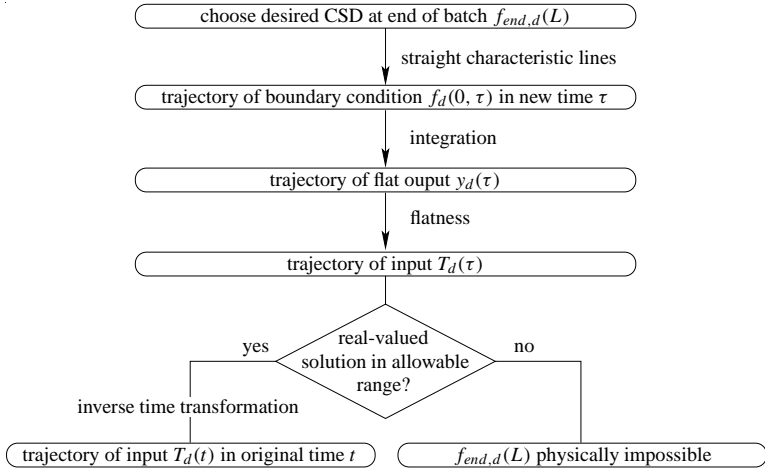 choose desired CSD at end of batch f_{end,d}(L)
straight characteristic lines
trajectory of boundary condition f_d(0, τ) in new time τ
integration
trajectory of flat ouput y_d(τ)
flatness
trajectory of input T_d(τ)
yes
real-valued
solution in allowable
range?
no
inverse time transformation
trajectory of input T_d(t) in original time t
f_{end,d}(L) physically impossible